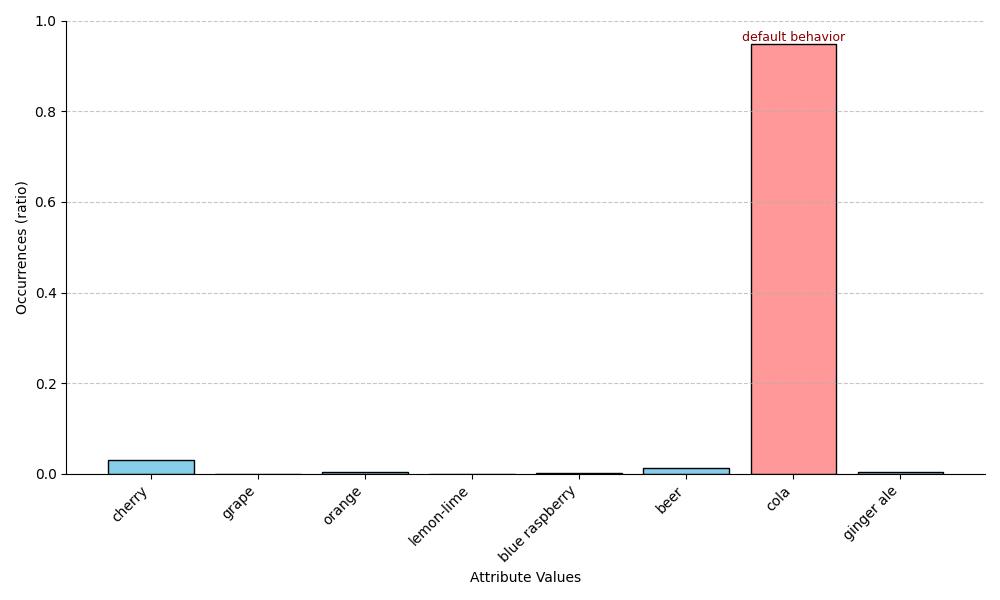 default behavior
1.0
0.8
0.6
0.4
0.2
0.0
Occurrences (ratio)
cherry
grape
orange
lemon-lime
blue raspberry
beer
cola
ginger ale
Attribute Values